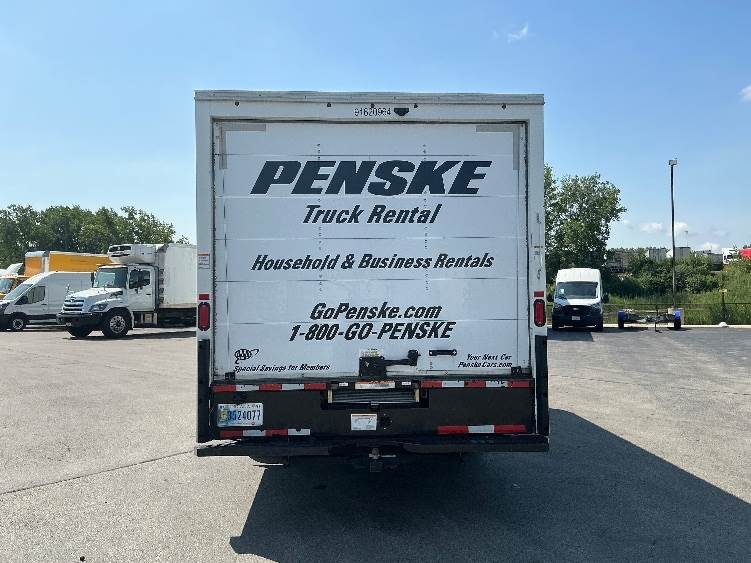 91620964
PENSKE
Truck Rental
Household & Business Rentals
GoPenske.com
1-800-GO-PENSKE
AAA
Special Savings for Members
Your Next Car
PenskeCars.com
3524077